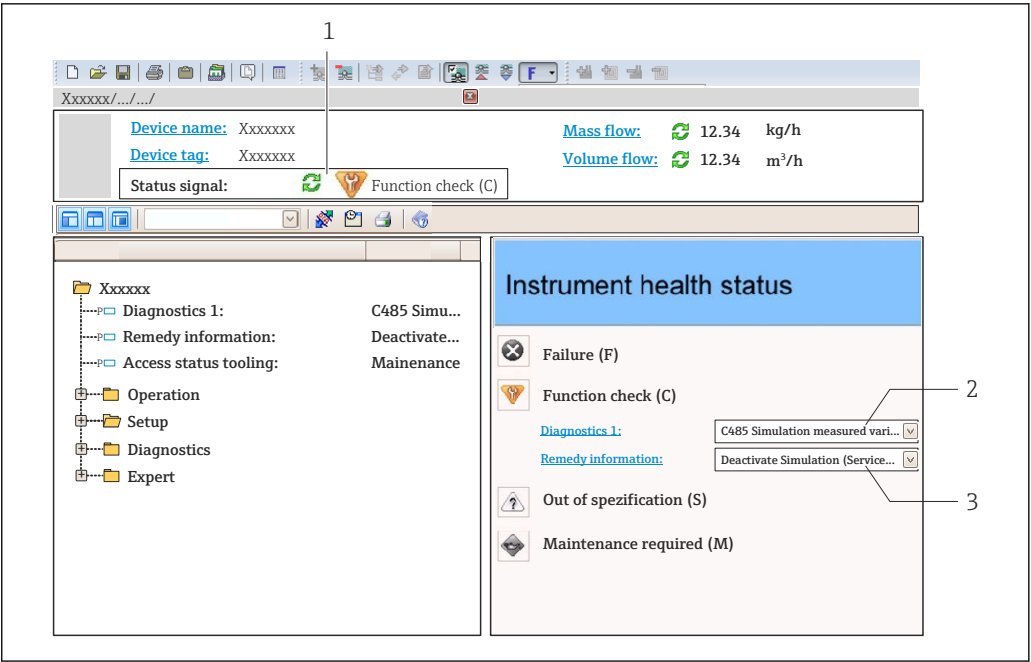 1
F
Xxxxxx/.../.../
Device name: Xxxxxxx
Mass flow: 12.34 kg/h
Device tag: Xxxxxxx
Volume flow: 12.34 m³/h
Status signal: Function check (C)
Xxxxxx
P Diagnostics 1: C485 Simu...
P Remedy information: Deactivate...
P Access status tooling: Mainenance
Operation
Setup
Diagnostics
Expert
Instrument health status
Failure (F)
Function check (C)
Diagnostics 1: C485 Simulation measured vari...
Remedy information: Deactivate Simulation (Service...
Out of spezification (S)
Maintenance required (M)
2
3